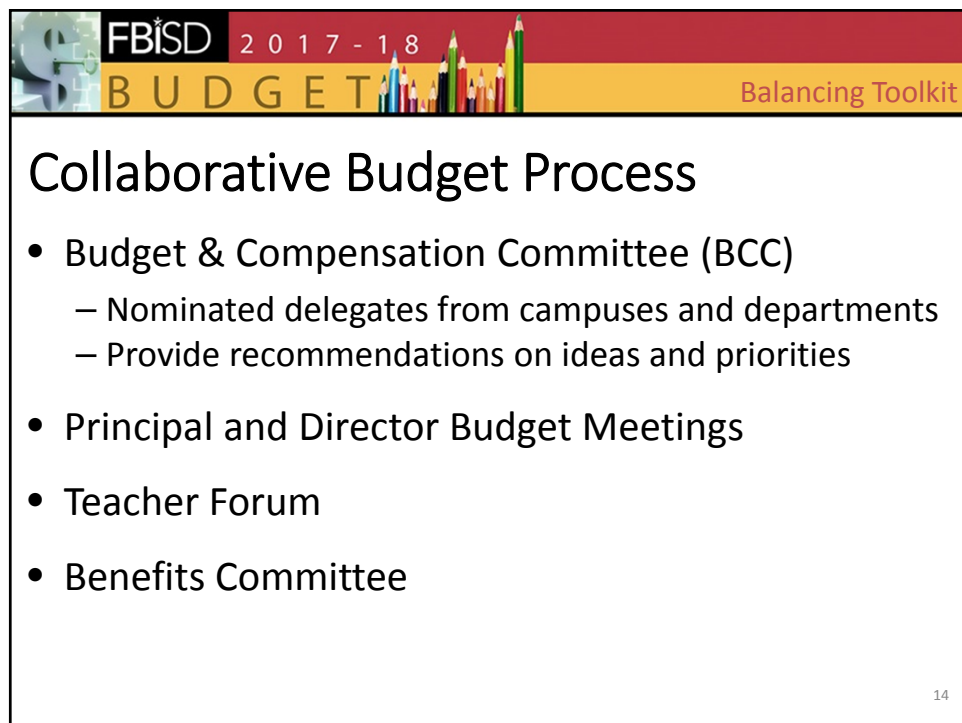 FBiSD 2017-18
BUDGET
Balancing Toolkit
Collaborative Budget Process
• Budget & Compensation Committee (BCC)
– Nominated delegates from campuses and departments
– Provide recommendations on ideas and priorities
• Principal and Director Budget Meetings
• Teacher Forum
• Benefits Committee
14